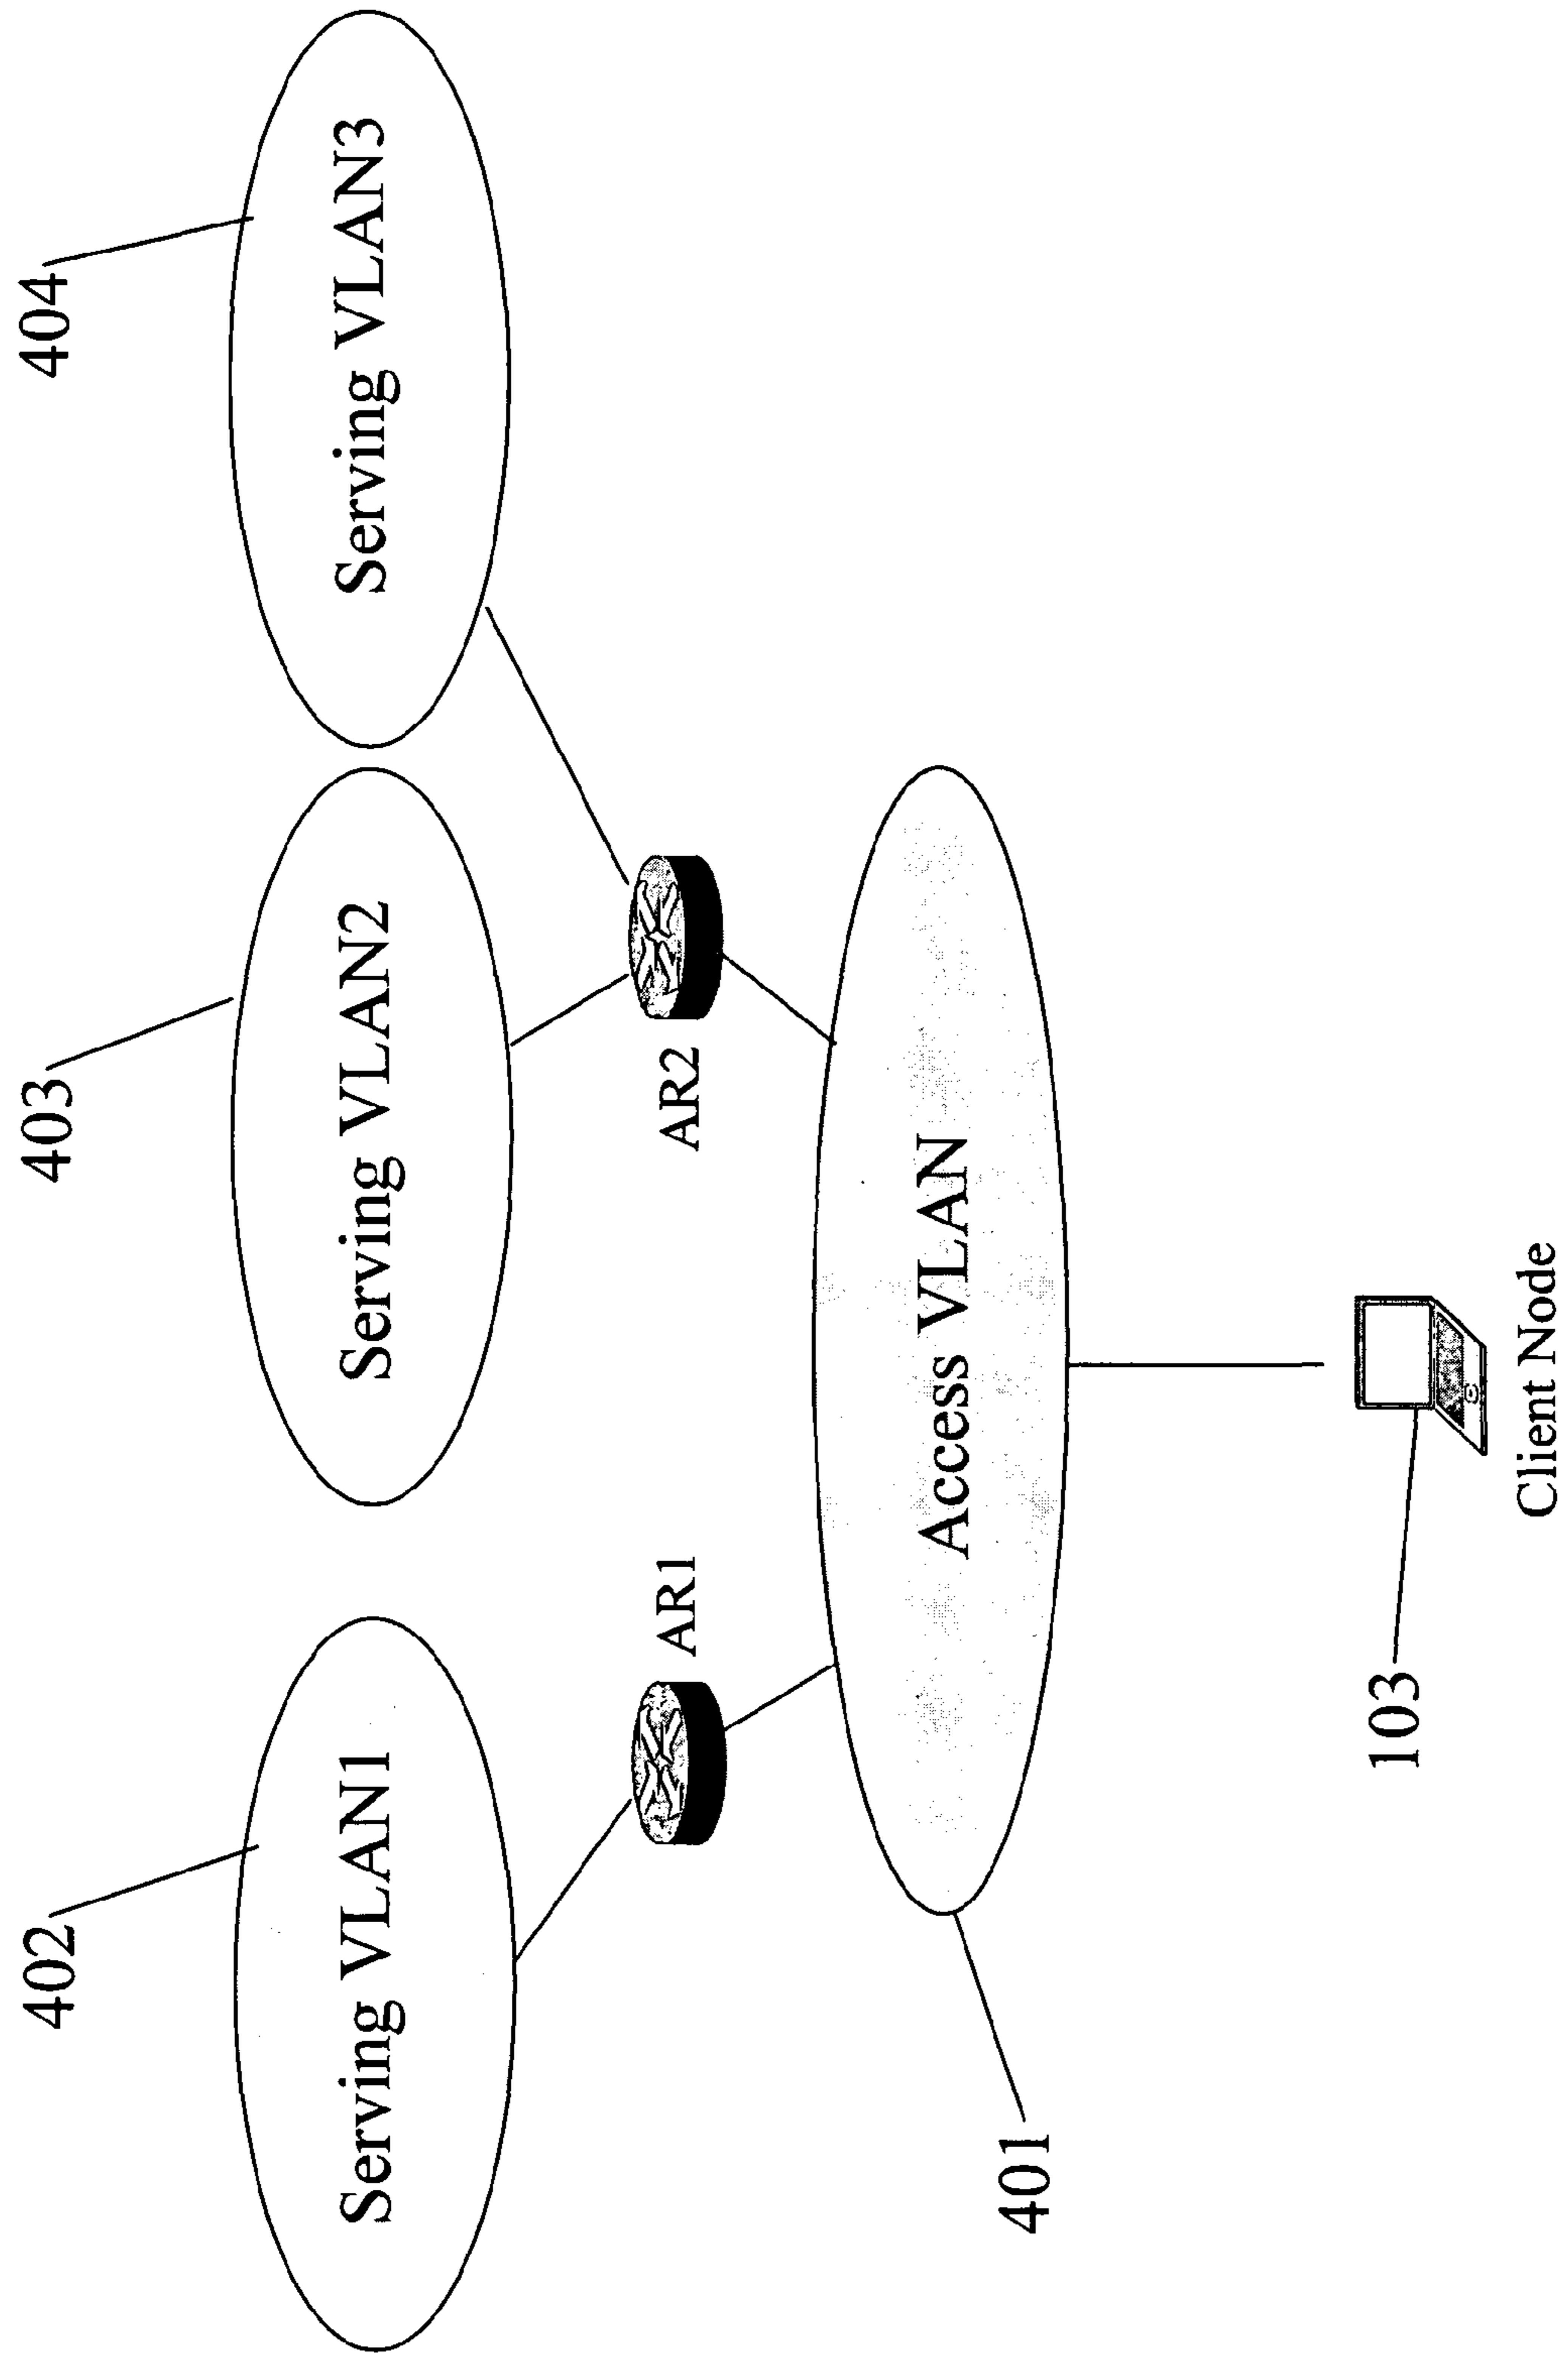 402
403
404
Serving VLAN1
Serving VLAN2
Serving VLAN3
AR1
AR2
Access VLAN
401
103
Client Node